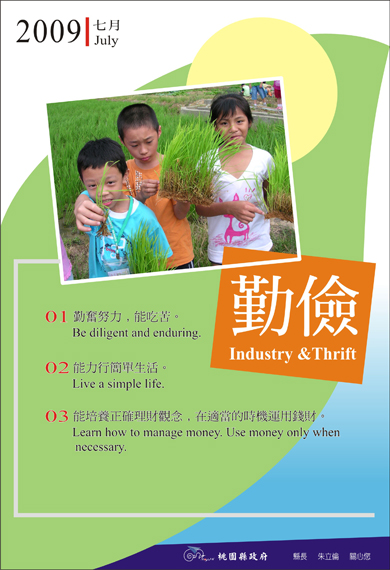 2009 七月
July
勤儉
Industry &Thrift
01 勤奮努力，能吃苦。
Be diligent and enduring.
02 能力行簡單生活。
Live a simple life.
03 能培養正確理財觀念，在適當的時機運用錢財。
Learn how to manage money. Use money only when
necessary.
桃園縣政府 縣長 朱立倫 關心您